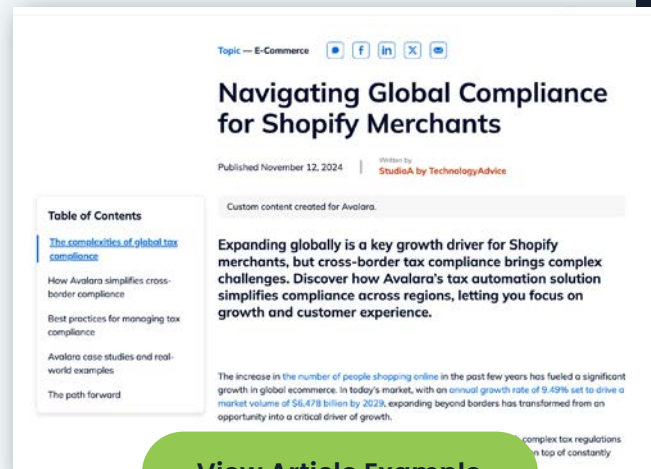 Topic — E-Commerce
Navigating Global Compliance
for Shopify Merchants
Published November 12, 2024
Written by
StudioA by TechnologyAdvice
Table of Contents
The complexities of global tax
compliance
How Avalara simplifies cross-
border compliance
Best practices for managing tax
compliance
Avalara case studies and real-
world examples
The path forward
Custom content created for Avalara.
Expanding globally is a key growth driver for Shopify
merchants, but cross-border tax compliance brings complex
challenges. Discover how Avalara's tax automation solution
simplifies compliance across regions, letting you focus on
growth and customer experience.
The increase in the number of people shopping online in the past few years has fueled a significant
growth in global ecommerce. In today's market, with an annual growth rate of 9.49% set to drive a
market volume of $6,478 billion by 2029, expanding beyond borders has transformed from an
opportunity into a critical driver of growth.
complex tax regulations
on top of constantly
View Article Example